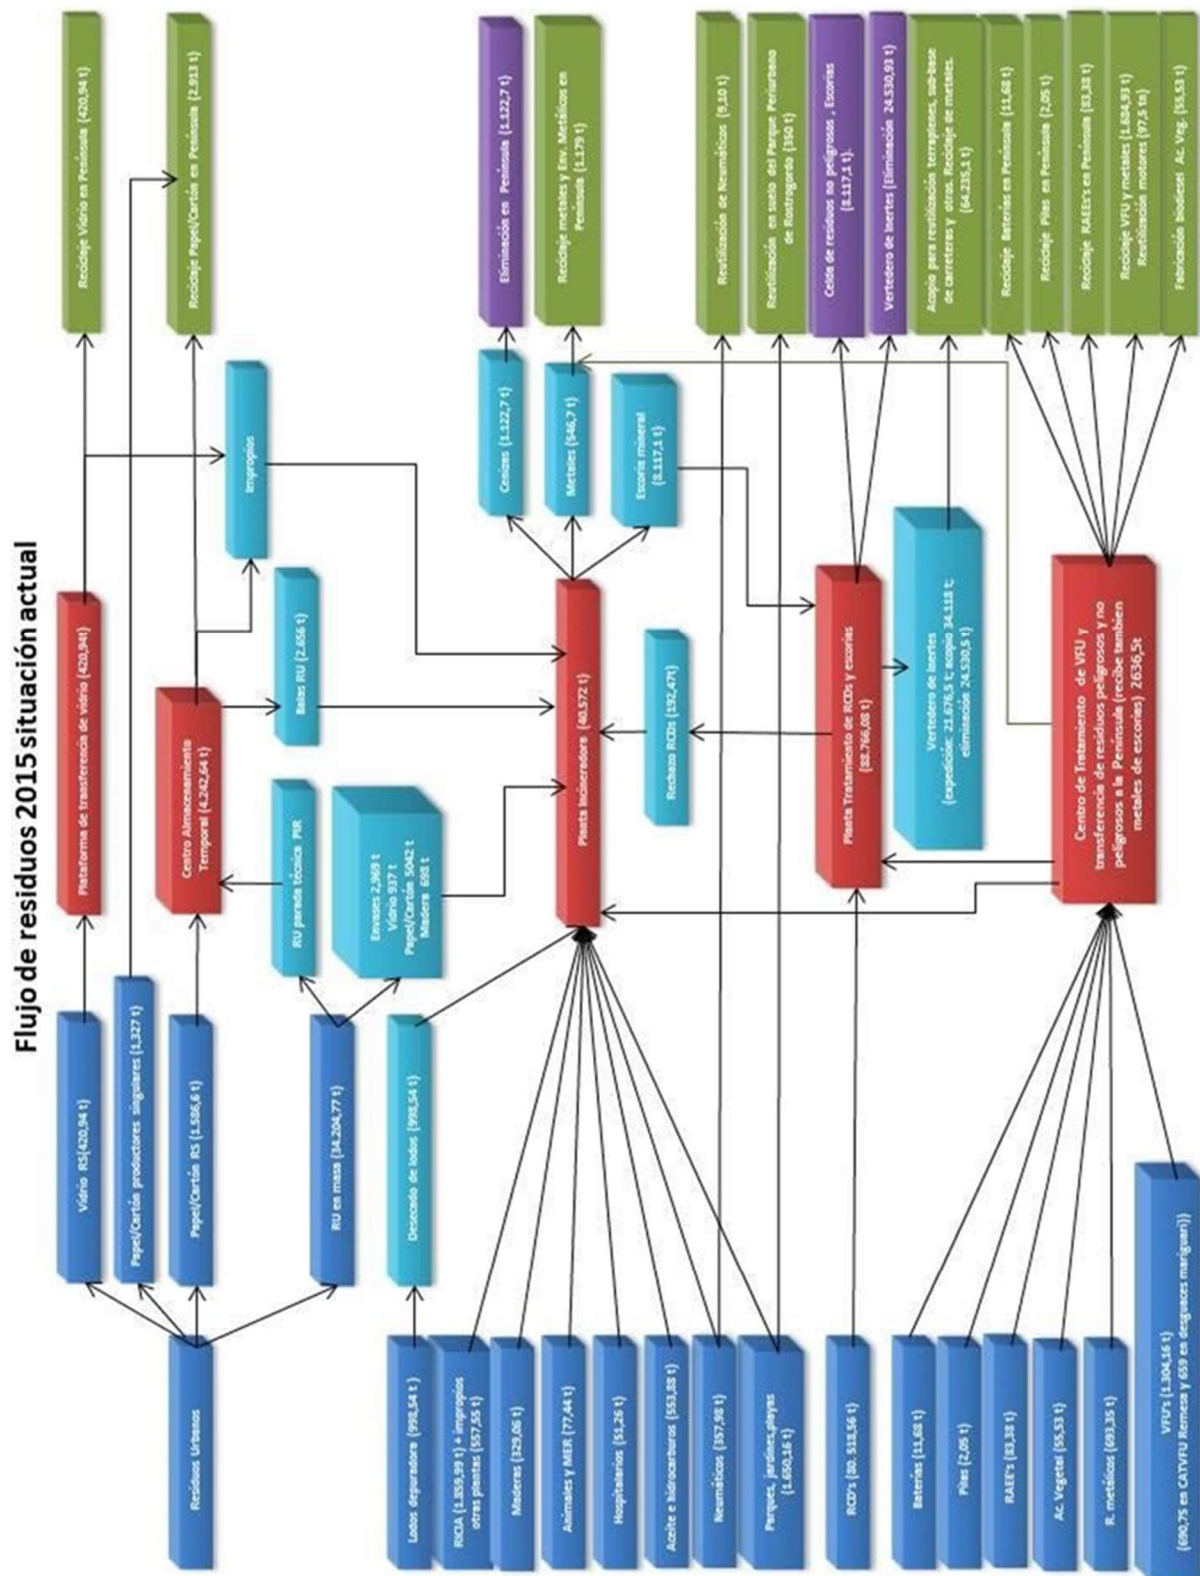 Flujo de residuos 2015 situación actual
Residuos Urbanos
Lodos depuradora (998,54 t)
RICIA (1.859,99 t) + impropios
otras plantas (557,55 t)
Maderas (329,06 t)
Animales y MER (77,44 t)
Hospitalarios (51,26 t)
Aceite e hidrocarburos (553,88 t)
Neumáticos (357,98 t)
Parques, jardines,playas
(1.650,16 t)
RCD's (80. 518,56 t)
Baterías (11,68 t)
Pilas (2,05 t)
RAEE's (83,38 t)
Ac. Vegetal (55,53 t)
R. metálicos (693,35 t)
VFU's (1.304,16 t)
(690,75 en CATVFU Remesa y 659 en desguaces mariguari))
Vidrio RS(420,94 t)
Papel/Cartón productores singulares (1,327 t)
Papel/Cartón RS (1.586,6 t)
RU en masa (34.204,77 t)
Desecado de lodos (998,54 t)
RU parada técnica PIR
Envases 2,969 t
Vidrio 937 t
Papel/Cartón 5042 t
Madera 698 t
Plataforma de transferencia de vidrio (420,94t)
Centro Almacenamiento
Temporal (4.242,64 t)
Balas RU (2.656 t)
Impropios
Planta Incineradora (40.572 t)
Rechazo RCDs (192,47t)
Planta Tratamiento de RCDs y escorias
(88.766,08 t)
Vertedero de Inertes
(expedición: 21.676,5 t; acopio 34.118 t;
eliminación 24.530,5 t)
Centro de Tratamiento de VFU y
transferencia de residuos peligrosos y no
peligrosos a la Península (recibe tambien
metales de escorias) 2636,5t
Cenizas (1.122,7 t)
Metales (546,7 t)
Escoria mineral
(8.117,1 t)
Reciclaje Vidrio en Península (420,94 t)
Reciclaje Papel/Cartón en Península (2.913 t)
Eliminación en Península (1.122,7 t)
Reciclaje metales y Env. Metálicos en
Península (1.179 t)
Reutilización de Neumáticos (9,10 t)
Reutilización en suelo del Parque Periurbano
de Rostrogordo (350 t)
Celda de residuos no peligrosos , Escorias
(8.117,1 t).
Vertedero de Inertes (Eliminación 24.530,93 t)
Acopio para reutilización terraplenes, sub-base
de carreteras y otros. Reciclaje de metales.
(64.235,1 t)
Reciclaje Baterías en Península (11,68 t)
Reciclaje Pilas en Península (2,05 t)
Reciclaje RAEEs's en Península (83,38 t)
Reciclaje VFU y metales (1.684,93 t)
Reutilización motores (97,5 tn)
Fabricación biodiesel Ac. Veg. (55,53 t)